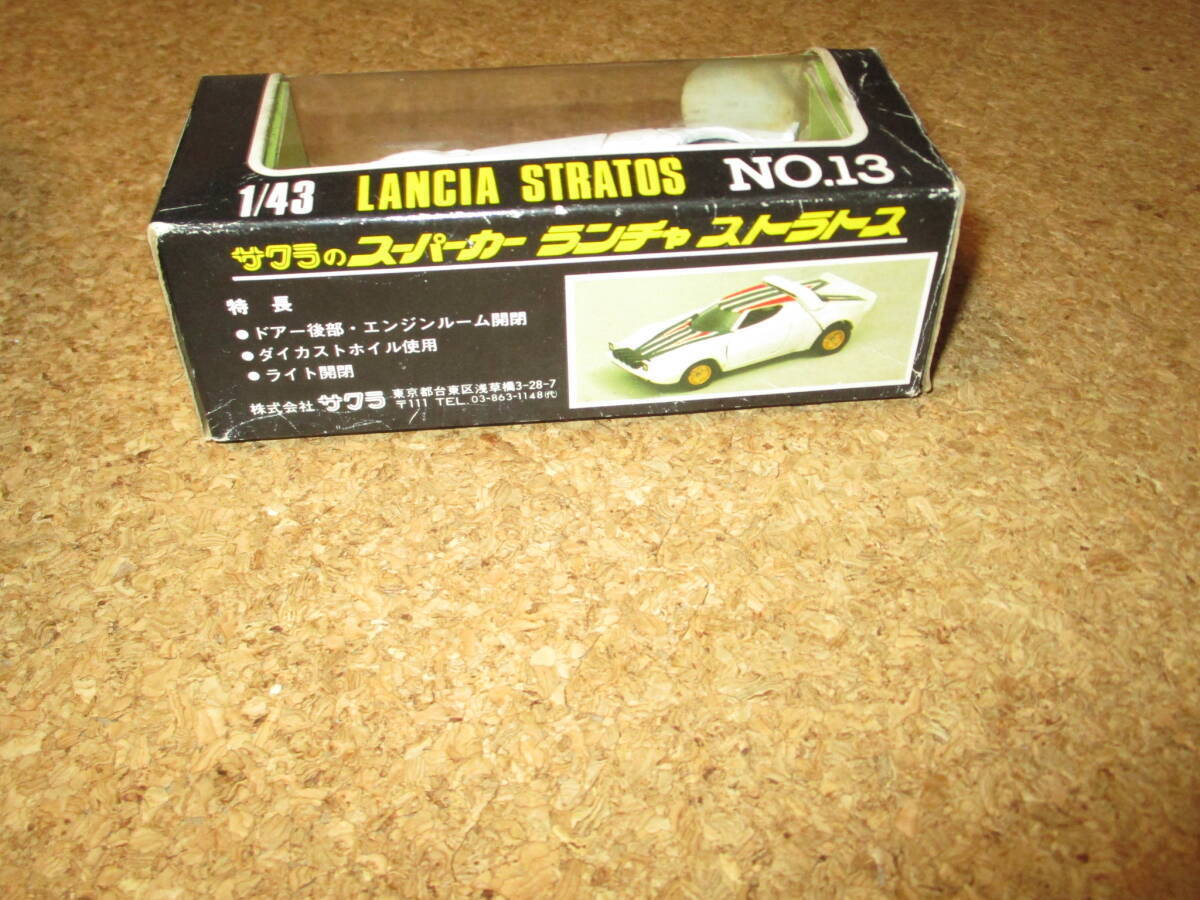 1/43 LANCIA STRATOS NO.13
サクラのスーパーカー ランチャ ストラトース
特長
●ドアー後部・エンジンルーム開閉
●ダイカストホイル使用
●ライト開閉
株式会社 サクラ 東京都台東区浅草橋3-28-7
〒111 TEL.03-863-1148(代)